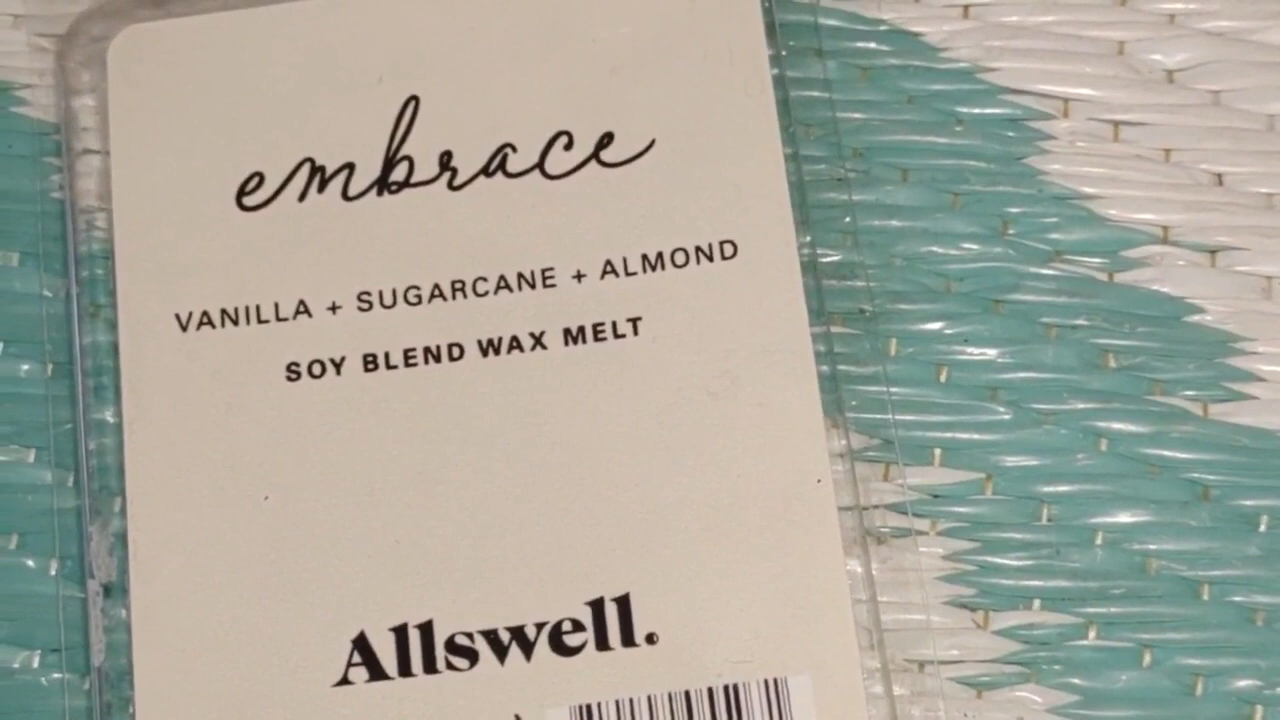 embrace
VANILLA + SUGARCANE + ALMOND
SOY BLEND WAX MELT
Allswell.